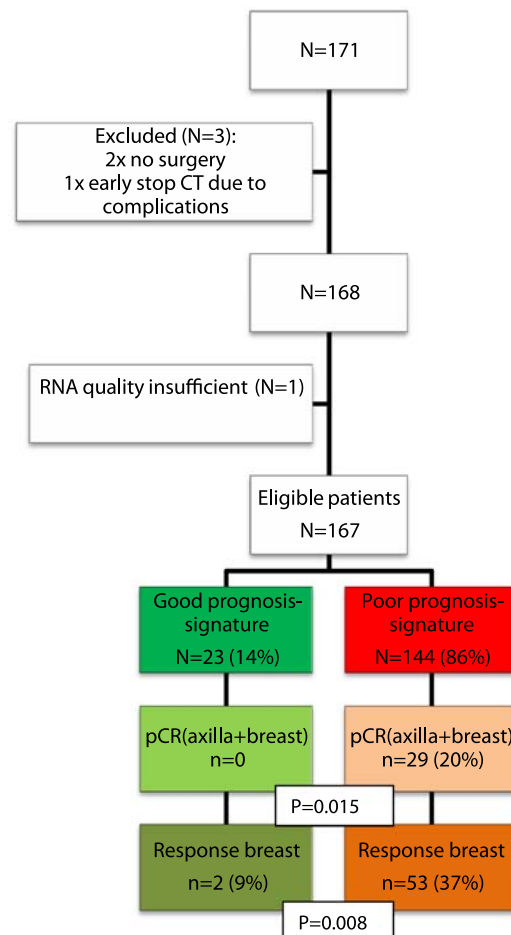 N=171
Excluded (N=3):
2x no surgery
1x early stop CT due to
complications
N=168
RNA quality insufficient (N=1)
Eligible patients
N=167
Good prognosis-
signature
N=23 (14%)
Poor prognosis-
signature
N=144 (86%)
pCR(axilla+breast)
n=0
pCR(axilla+breast)
n=29 (20%)
P=0.015
Response breast
n=2 (9%)
Response breast
n=53 (37%)
P=0.008